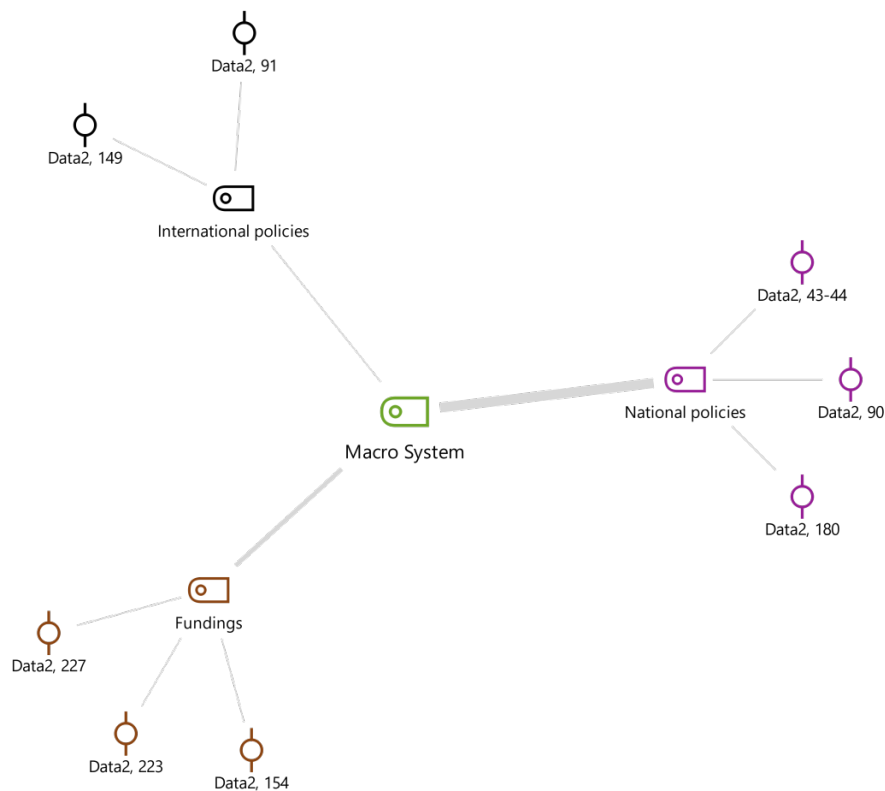 Data2, 91
Data2, 149
International policies
Data2, 43-44
National policies
Data2, 90
Macro System
Data2, 180
Fundings
Data2, 227
Data2, 223
Data2, 154